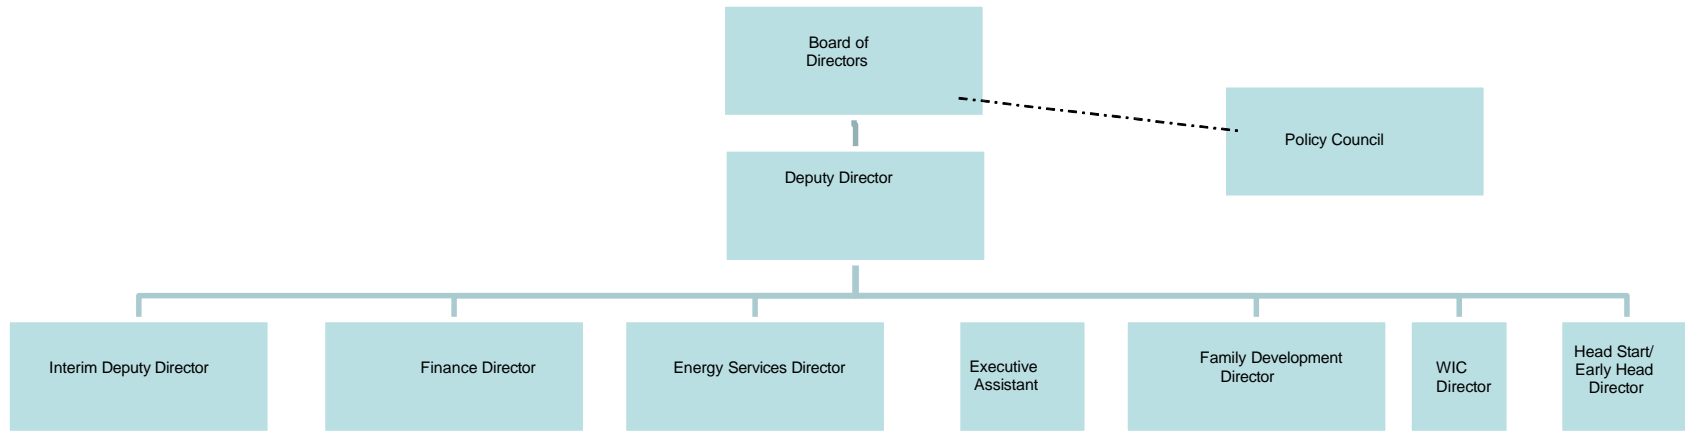 Board of
Directors
Policy Council
Deputy Director
Interim Deputy Director
Finance Director
Energy Services Director
Executive
Assistant
Family Development
Director
WIC
Director
Head Start/
Early Head
Director